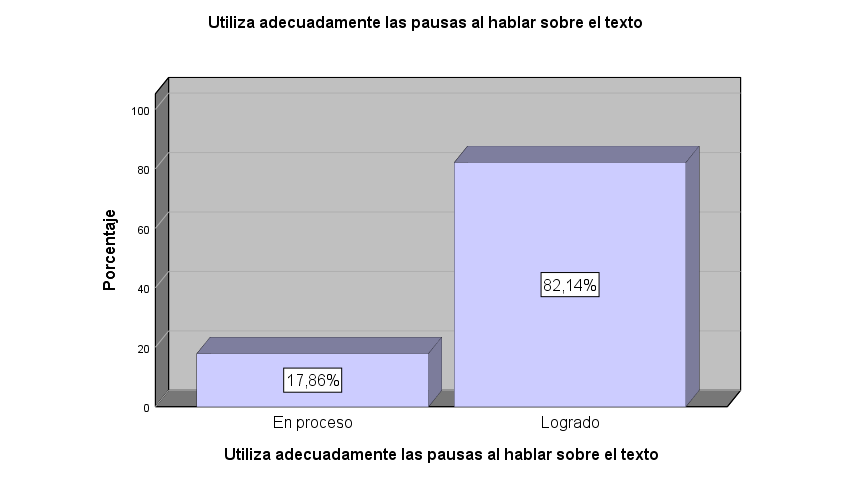 Utiliza adecuadamente las pausas al hablar sobre el texto
Porcentaje
100
80
60
40
20
0
17,86%
82,14%
En proceso
Logrado
Utiliza adecuadamente las pausas al hablar sobre el texto